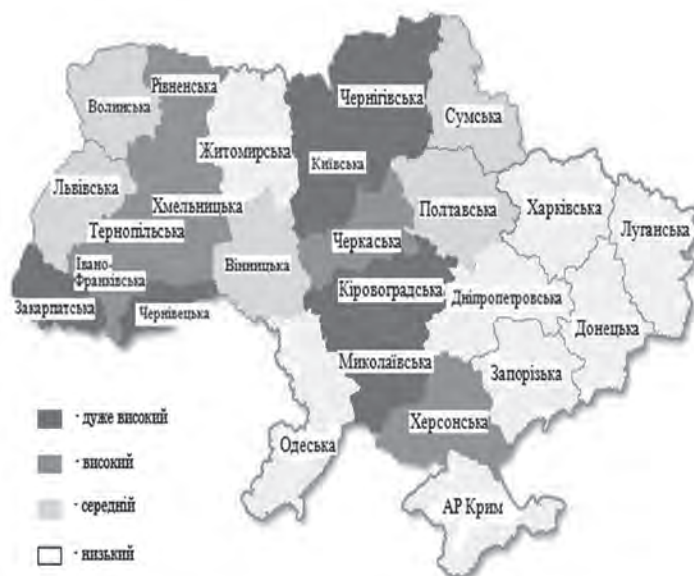 Чернігівська
Рівненська
Волинська
Сумська
Житомирська
Київська
Львівська
Хмельницька
Полтавська
Харківська
Луганська
Тернопільська
Черкаська
Івано-
Франківська
Вінницька
Кіровоградська
Дніпропетровська
Закарпатська
Чернівецька
Донецька
Миколаївська
Запорізька
- дуже високий
Херсонська
Одеська
- високий
- середній
АР Крим
- низький